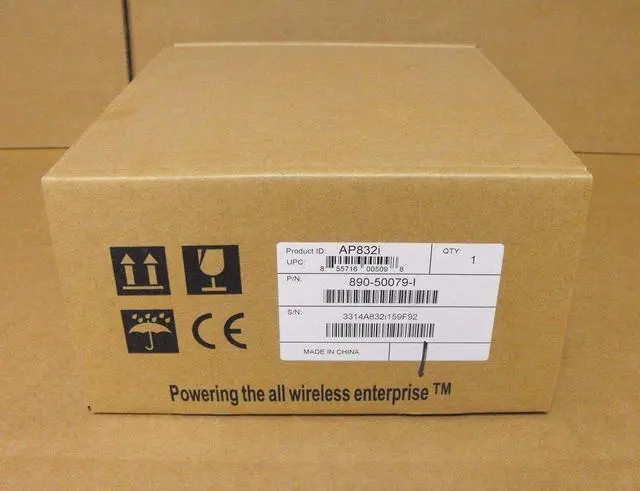 Product ID: AP832i
QTY: 1
UPC: 8 55716 00509 8
P/N: 890-50079-I
S/N: 3314A832i159F92
MADE IN CHINA
CE
Powering the all wireless enterprise ™